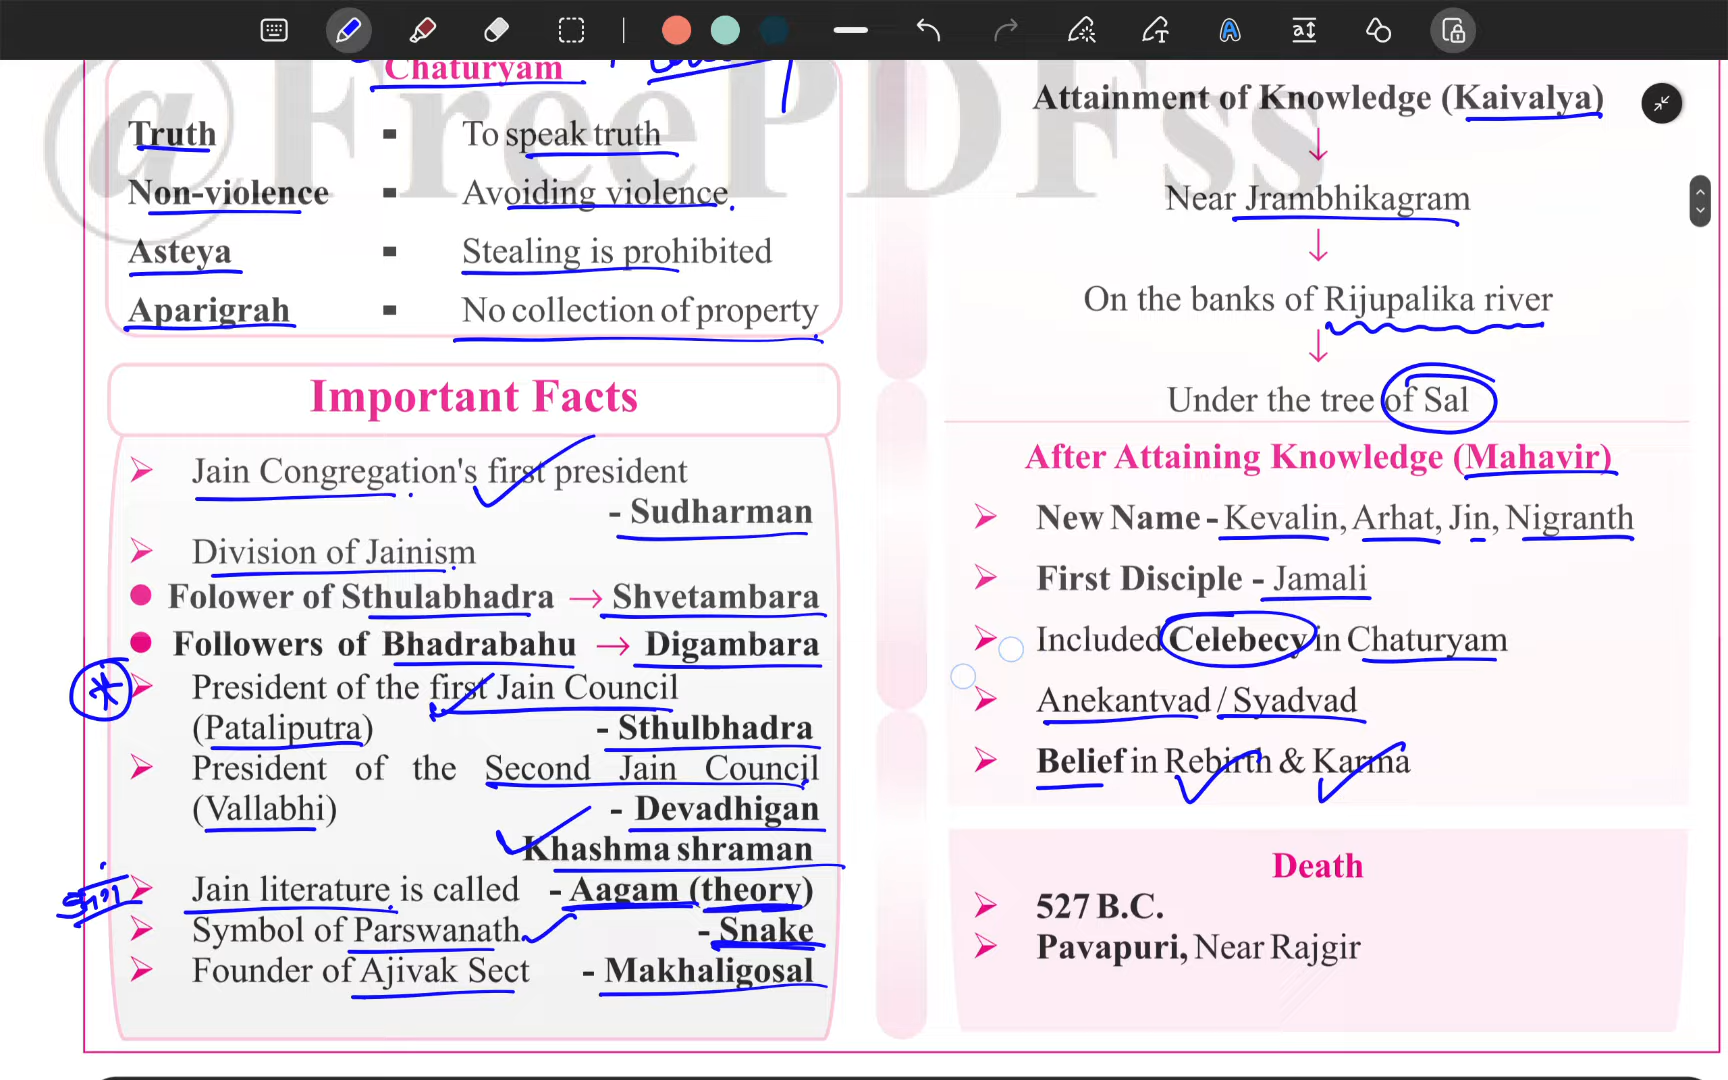 @FreePDFss
Chaturyam
Truth - To speak truth
Non-violence - Avoiding violence.
Asteya - Stealing is prohibited
Aparigrah - No collection of property
Important Facts
Jain Congregation's first president
- Sudharman
Division of Jainism
Folower of Sthulabhadra → Shvetambara
Followers of Bhadrabahu → Digambara
President of the first Jain Council
(Pataliputra) - Sthulbhadra
President of the Second Jain Council
(Vallabhi) - Devadhigan
Khashma shraman
Jain literature is called - Aagam (theory)
Symbol of Parswanath - Snake
Founder of Ajivak Sect - Makhaligosal
Attainment of Knowledge (Kaivalya)
↓
Near Jrambhikagram
↓
On the banks of Rijupalika river
↓
Under the tree of Sal
After Attaining Knowledge (Mahavir)
New Name - Kevalin, Arhat, Jin, Nigranth
First Disciple - Jamali
Included Celebecy in Chaturyam
Anekantvad / Syadvad
Belief in Rebirth & Karma
Death
527 B.C.
Pavapuri, Near Rajgir